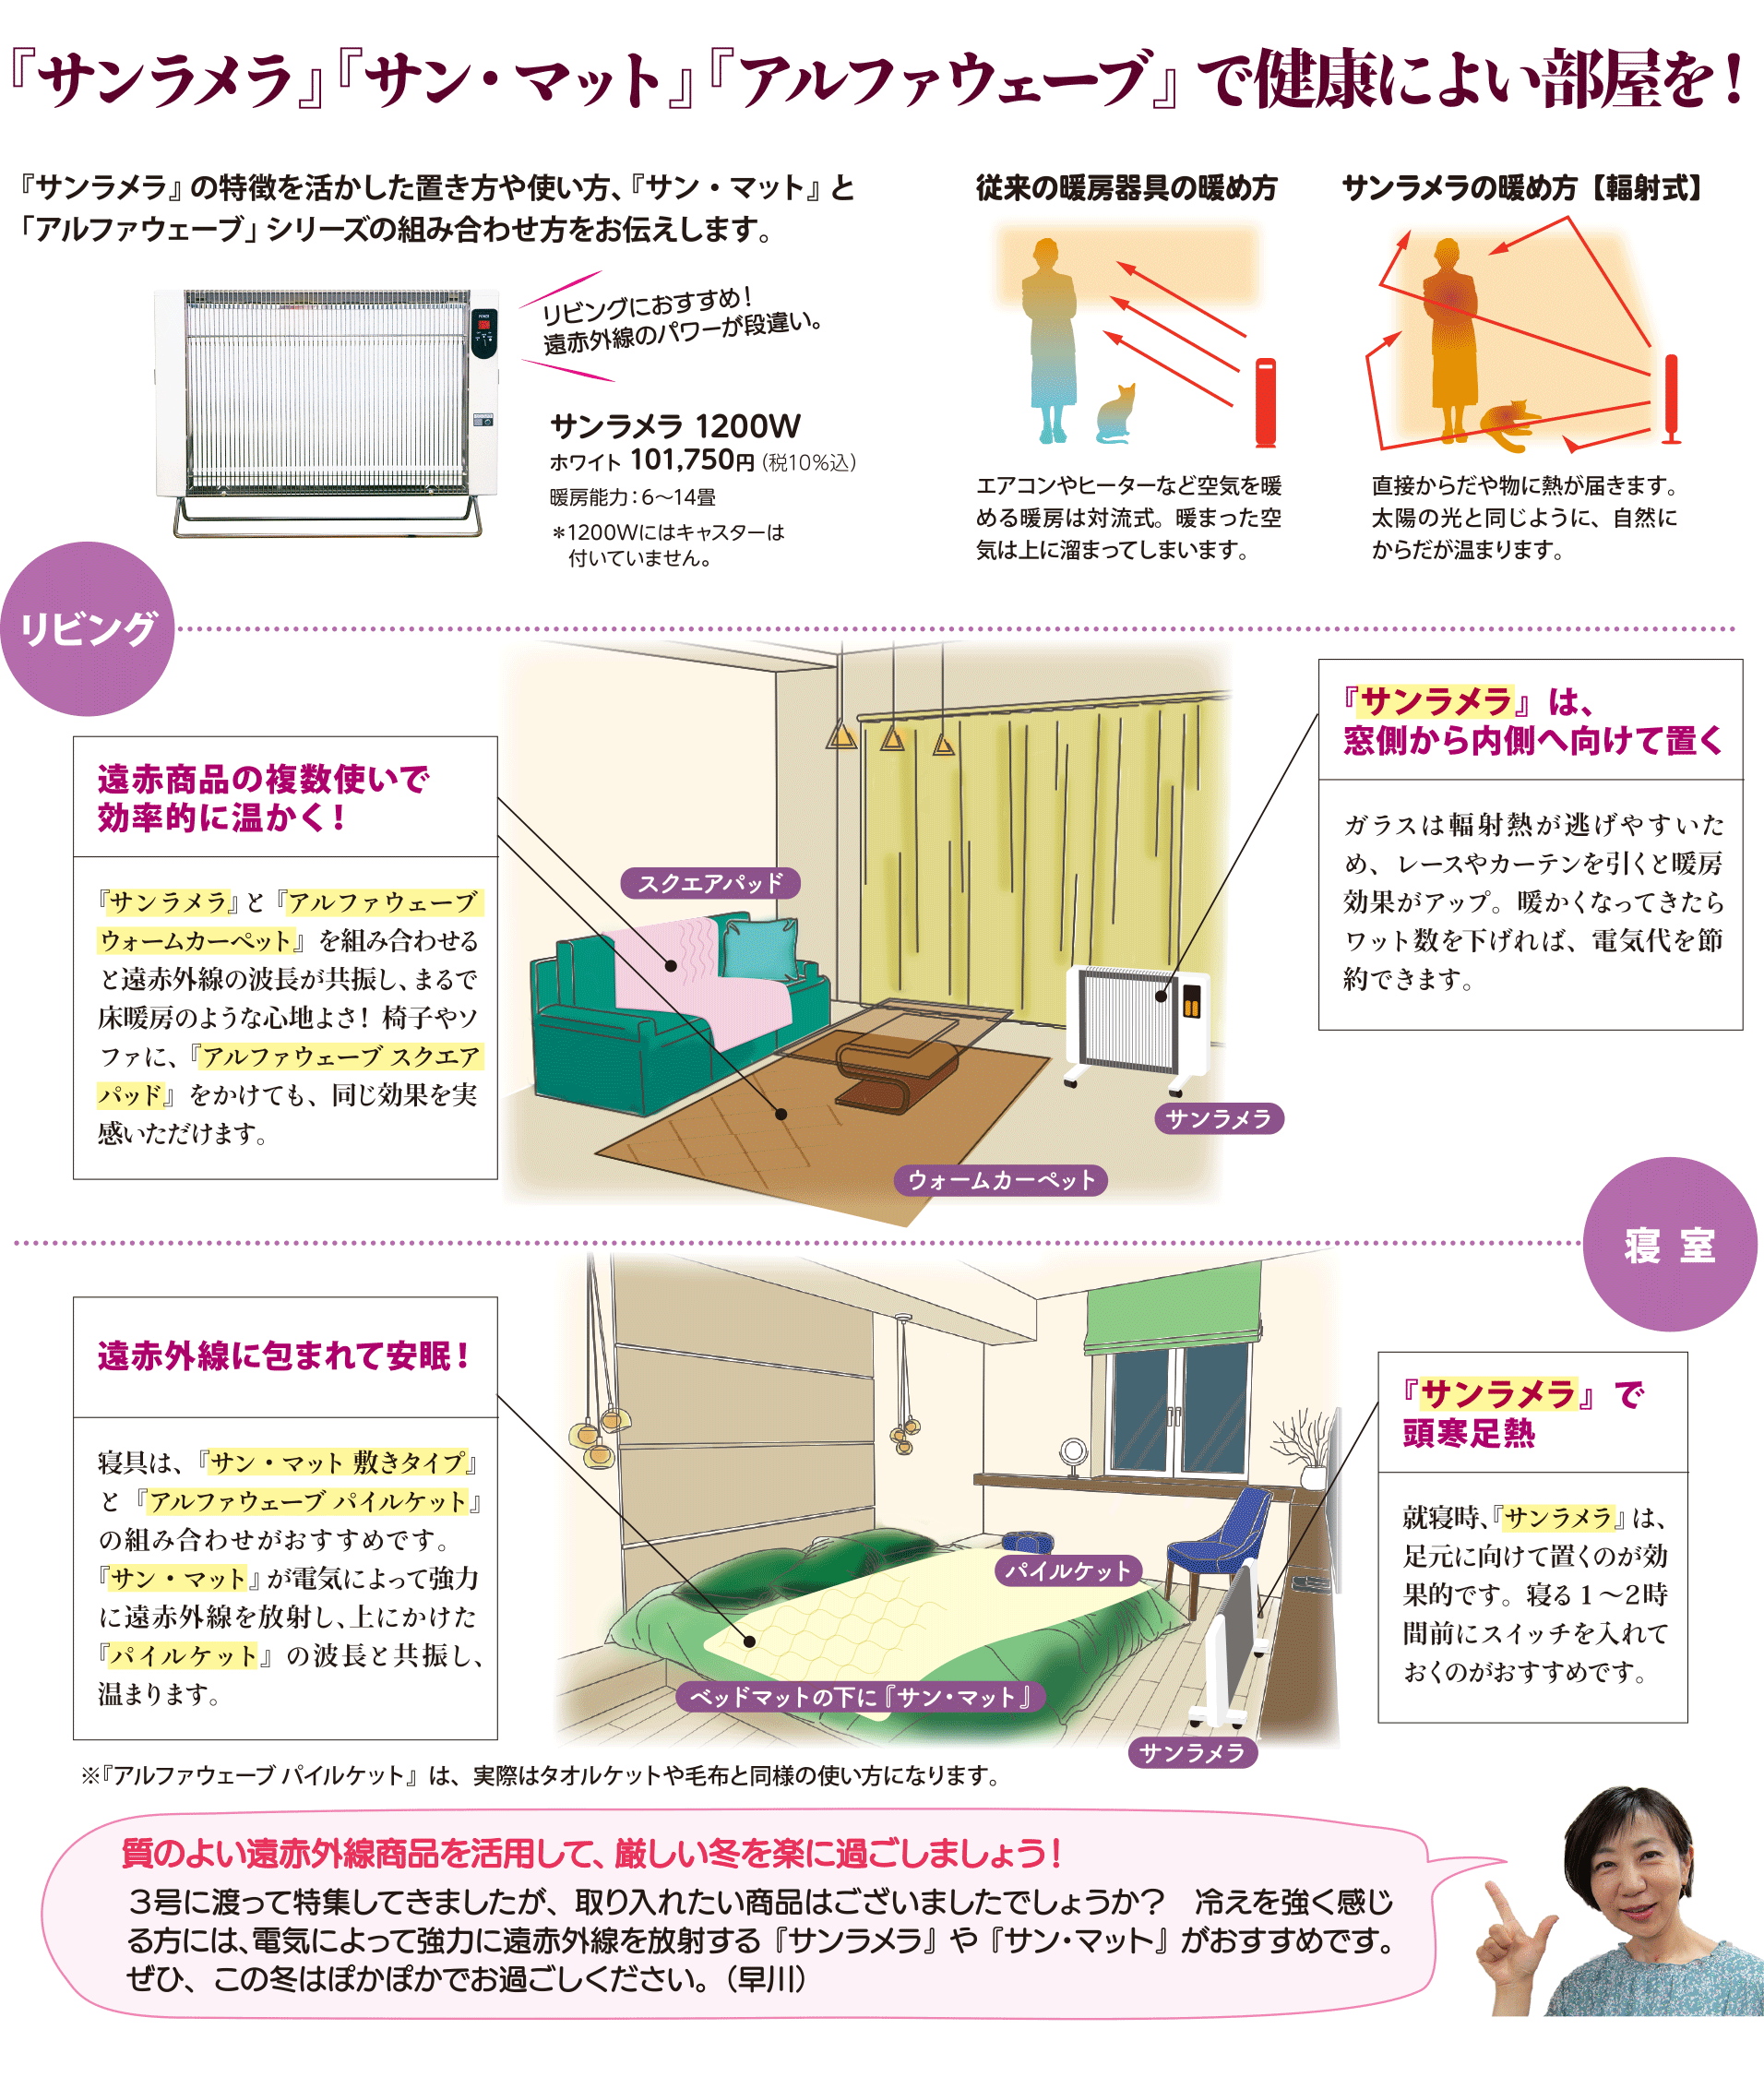 『サンラメラ』『サン・マット』『アルファウェーブ』で健康によい部屋を！
『サンラメラ』の特徴を活かした置き方や使い方、『サン・マット』と
「アルファウェーブ」シリーズの組み合わせ方をお伝えします。
リビングにおすすめ！
遠赤外線のパワーが段違い。
サンラメラ 1200W
ホワイト 101,750円（税10%込）
暖房能力：6〜14畳
＊1200Wにはキャスターは
付いていません。
従来の暖房器具の暖め方
エアコンやヒーターなど空気を暖
める暖房は対流式。暖まった空
気は上に溜まってしまいます。
サンラメラの暖め方【輻射式】
直接からだや物に熱が届きます。
太陽の光と同じように、自然に
からだが温まります。
リビング
遠赤商品の複数使いで
効率的に温かく！
『サンラメラ』と『アルファウェーブ
ウォームカーペット』を組み合わせる
と遠赤外線の波長が共振し、まるで
床暖房のような心地よさ！ 椅子やソ
ファに、『アルファウェーブ スクエア
パッド』をかけても、同じ効果を実
感いただけます。
スクエアパッド
サンラメラ
ウォームカーペット
『サンラメラ』は、
窓側から内側へ向けて置く
ガラスは輻射熱が逃げやすいた
め、レースやカーテンを引くと暖房
効果がアップ。暖かくなってきたら
ワット数を下げれば、電気代を節
約できます。
寝室
遠赤外線に包まれて安眠！
寝具は、『サン・マット 敷きタイプ』
と『アルファウェーブ パイルケット』
の組み合わせがおすすめです。
『サン・マット』が電気によって強力
に遠赤外線を放射し、上にかけた
『パイルケット』の波長と共振し、
温まります。
パイルケット
ベッドマットの下に『サン・マット』
サンラメラ
『サンラメラ』で
頭寒足熱
就寝時、『サンラメラ』は、
足元に向けて置くのが効
果的です。寝る１〜2時
間前にスイッチを入れて
おくのがおすすめです。
※『アルファウェーブ パイルケット』は、実際はタオルケットや毛布と同様の使い方になります。
質のよい遠赤外線商品を活用して、厳しい冬を楽に過ごしましょう！
３号に渡って特集してきましたが、取り入れたい商品はございましたでしょうか？　冷えを強く感じ
る方には、電気によって強力に遠赤外線を放射する『サンラメラ』や『サン・マット』がおすすめです。
ぜひ、この冬はぽかぽかでお過ごしください。（早川）